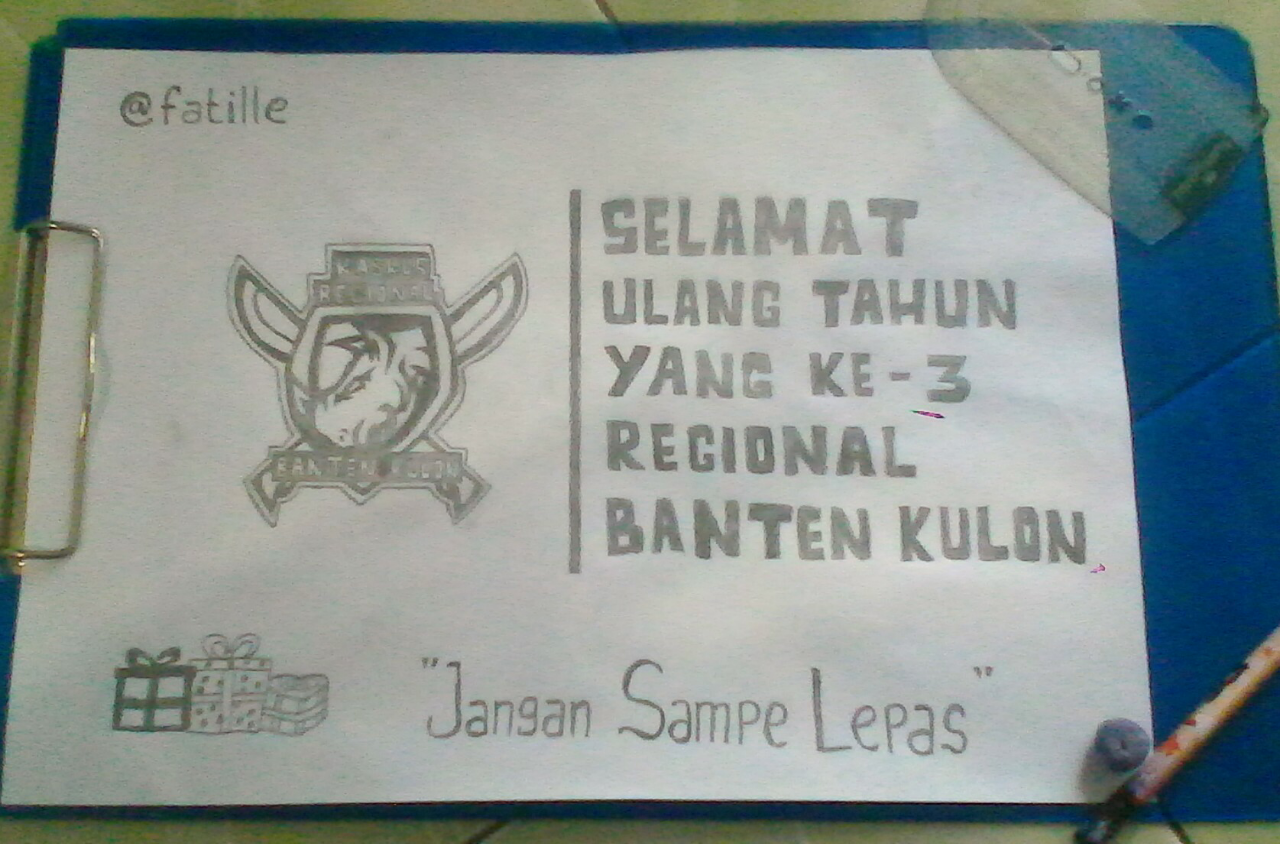 @fatille
KASKUS
REGIONAL
BANTEN KULON
SELAMAT
ULANG TAHUN
YANG KE-3
REGIONAL
BANTEN KULON
"Jangan Sampe Lepas"